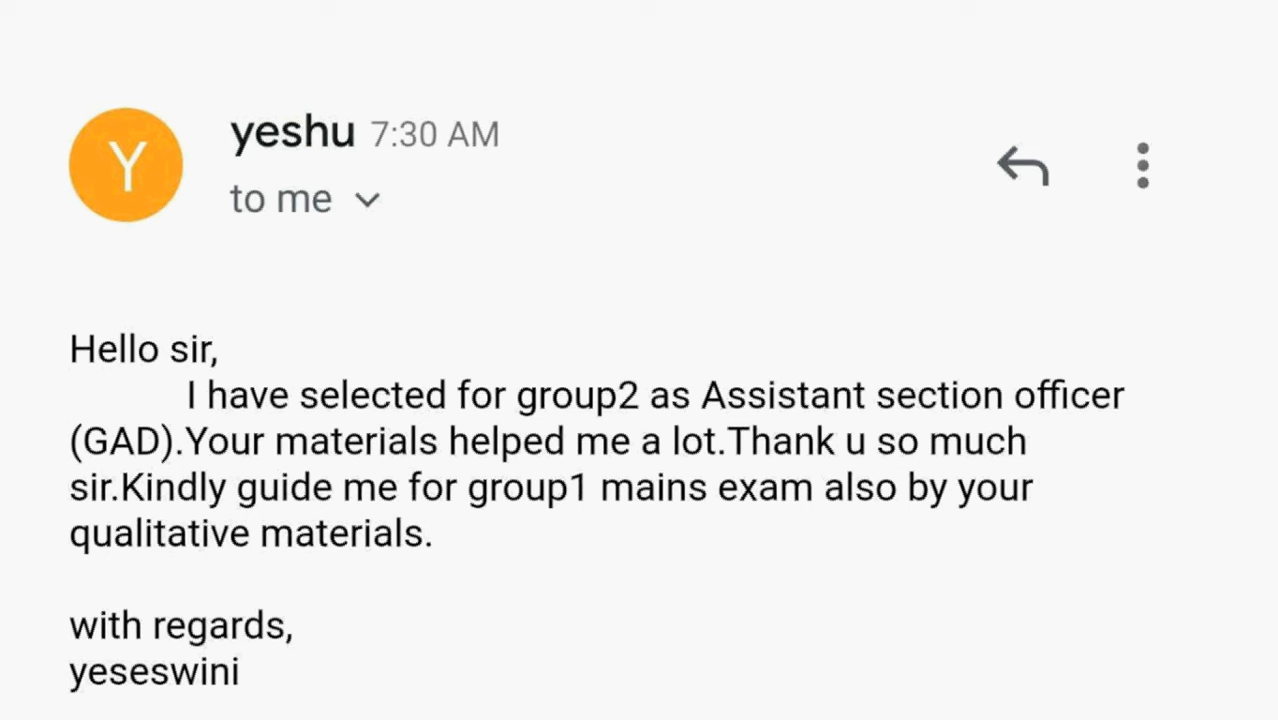 Y
yeshu 7:30 AM
to me
Hello sir,
I have selected for group2 as Assistant section officer
(GAD).Your materials helped me a lot.Thank u so much
sir.Kindly guide me for group1 mains exam also by your
qualitative materials.
with regards,
yeseswini